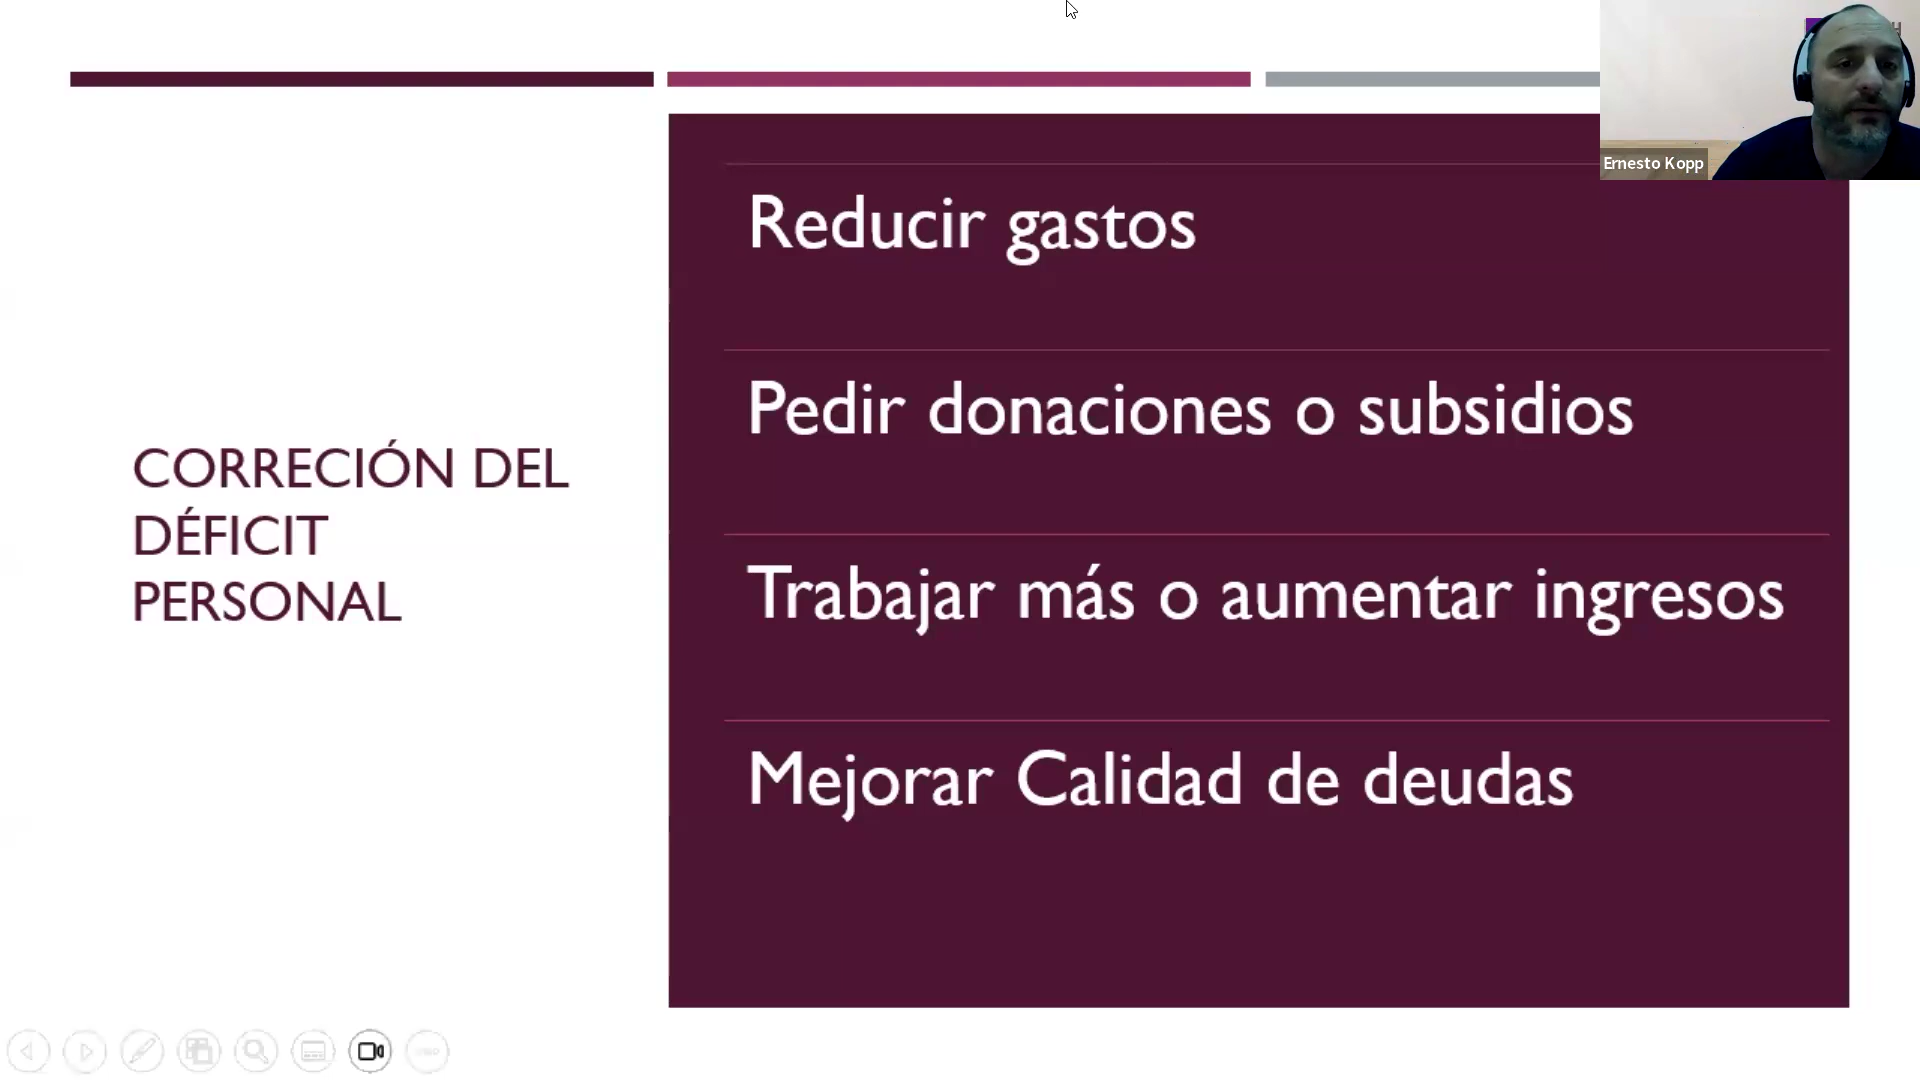 CORRECIÓN DEL
DÉFICIT
PERSONAL
Reducir gastos
Pedir donaciones o subsidios
Trabajar más o aumentar ingresos
Mejorar Calidad de deudas
Ernesto Kopp